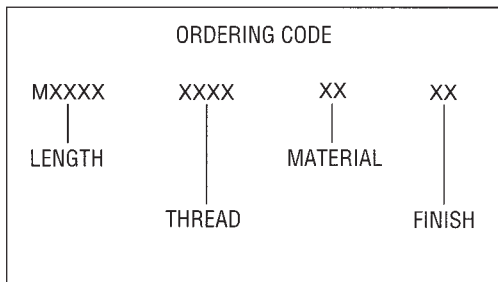 ORDERING CODE
MXXXX XXXX XX XX
LENGTH MATERIAL
THREAD FINISH